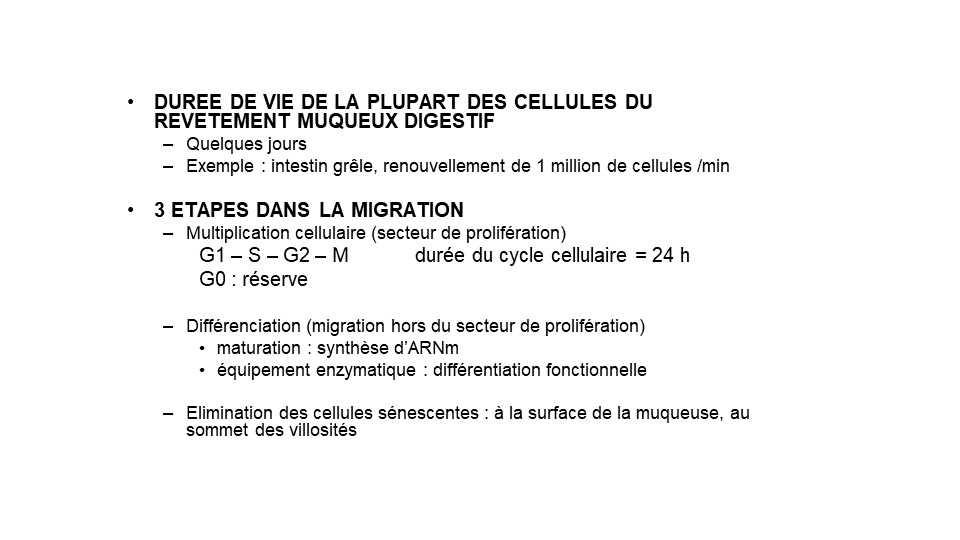 • DUREE DE VIE DE LA PLUPART DES CELLULES DU
REVETEMENT MUQUEUX DIGESTIF
– Quelques jours
– Exemple : intestin grêle, renouvellement de 1 million de cellules /min
• 3 ETAPES DANS LA MIGRATION
– Multiplication cellulaire (secteur de prolifération)
G1 – S – G2 – M durée du cycle cellulaire = 24 h
G0 : réserve
– Différenciation (migration hors du secteur de prolifération)
• maturation : synthèse d’ARNm
• équipement enzymatique : différentiation fonctionnelle
– Elimination des cellules sénescentes : à la surface de la muqueuse, au
sommet des villosités